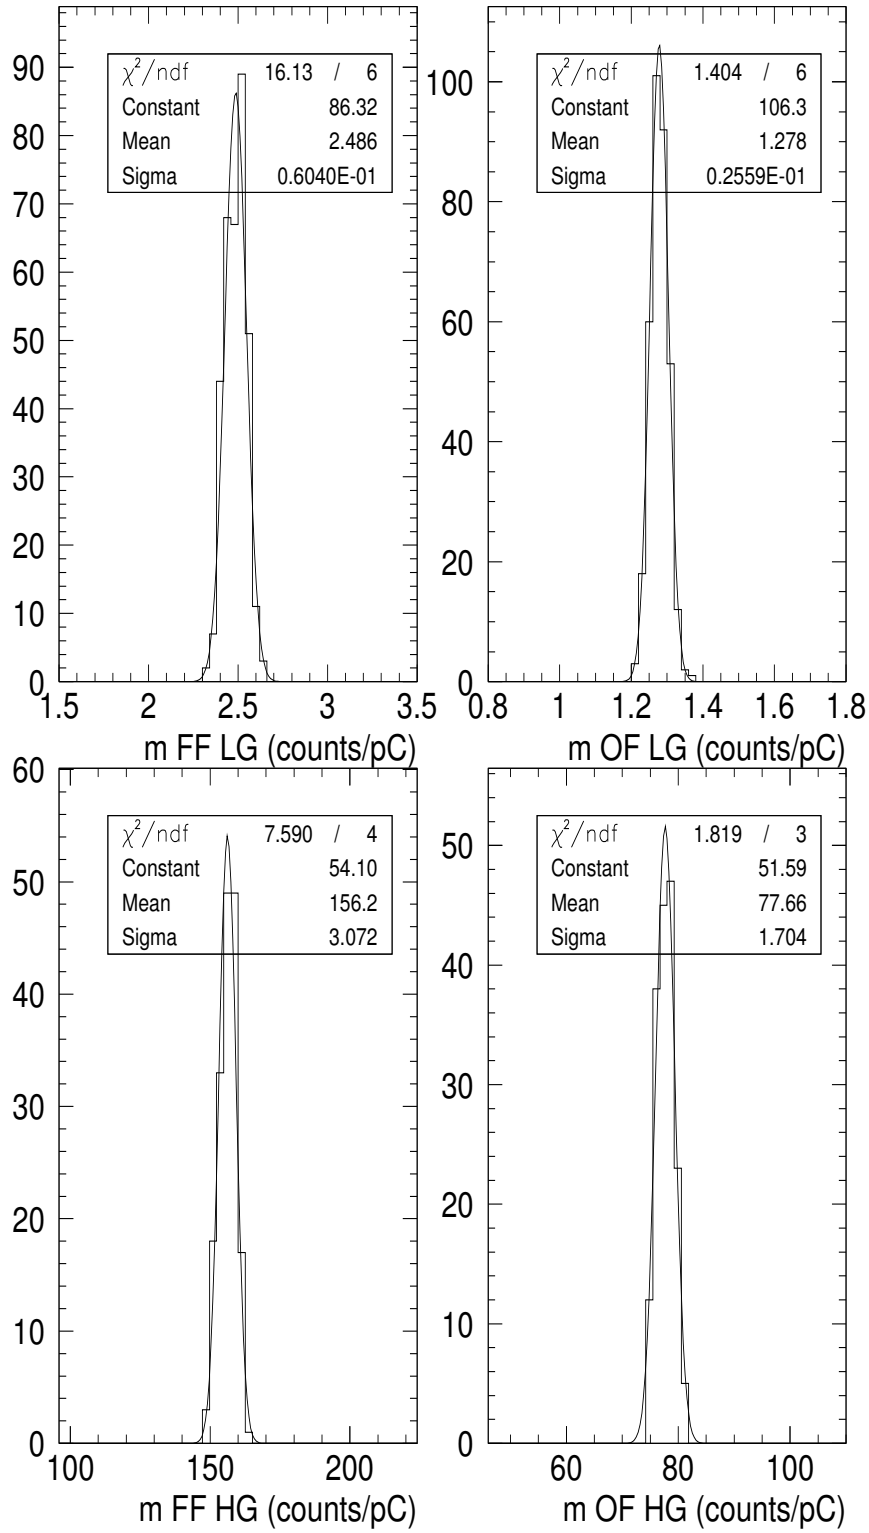 χ²/ndf 16.13 / 6
Constant 86.32
Mean 2.486
Sigma 0.6040E-01
90
80
70
60
50
40
30
20
10
0
1.5 2 2.5 3 3.5
m FF LG (counts/pC)
χ²/ndf 1.404 / 6
Constant 106.3
Mean 1.278
Sigma 0.2559E-01
100
80
60
40
20
0
0.8 1 1.2 1.4 1.6 1.8
m OF LG (counts/pC)
χ²/ndf 7.590 / 4
Constant 54.10
Mean 156.2
Sigma 3.072
60
50
40
30
20
10
0
100 150 200
m FF HG (counts/pC)
χ²/ndf 1.819 / 3
Constant 51.59
Mean 77.66
Sigma 1.704
50
40
30
20
10
0
60 80 100
m OF HG (counts/pC)